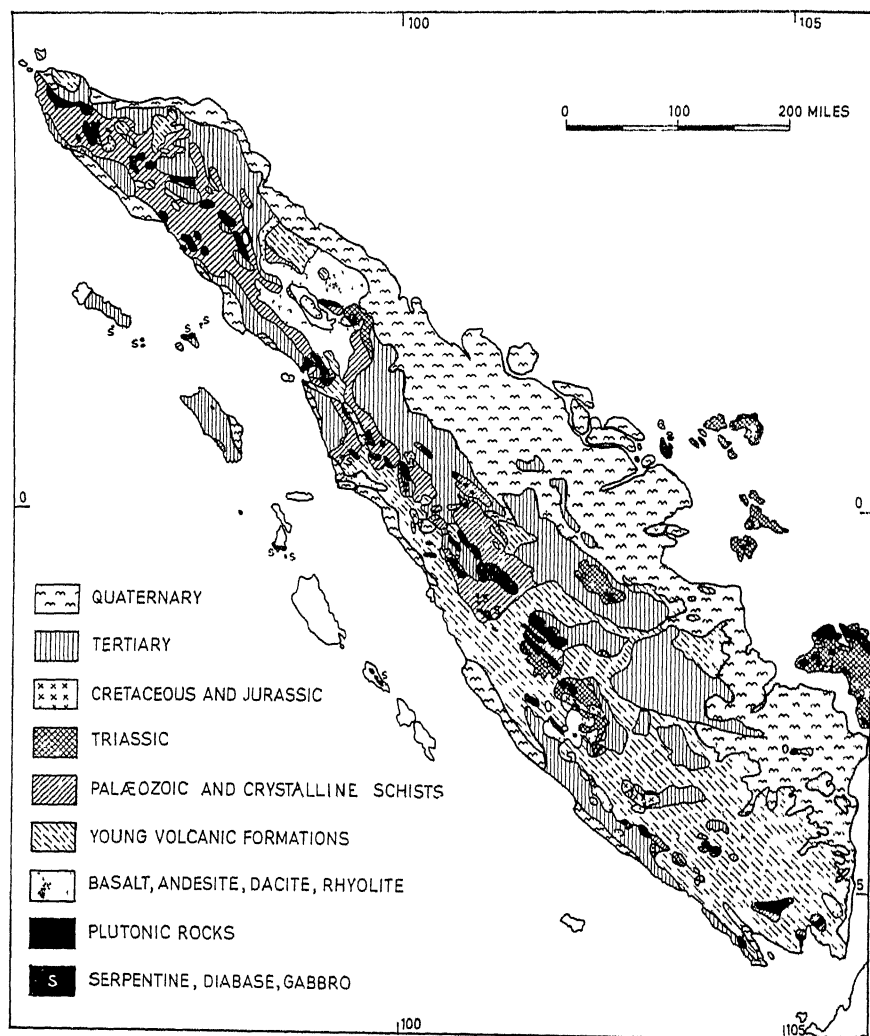 100
105
0 100 200 MILES
S
S
S
S
0
0
S
S
S
S
S
S
QUATERNARY
TERTIARY
CRETACEOUS AND JURASSIC
TRIASSIC
PALÆOZOIC AND CRYSTALLINE SCHISTS
YOUNG VOLCANIC FORMATIONS
BASALT, ANDESITE, DACITE, RHYOLITE
5
PLUTONIC ROCKS
S SERPENTINE, DIABASE, GABBRO
100
105